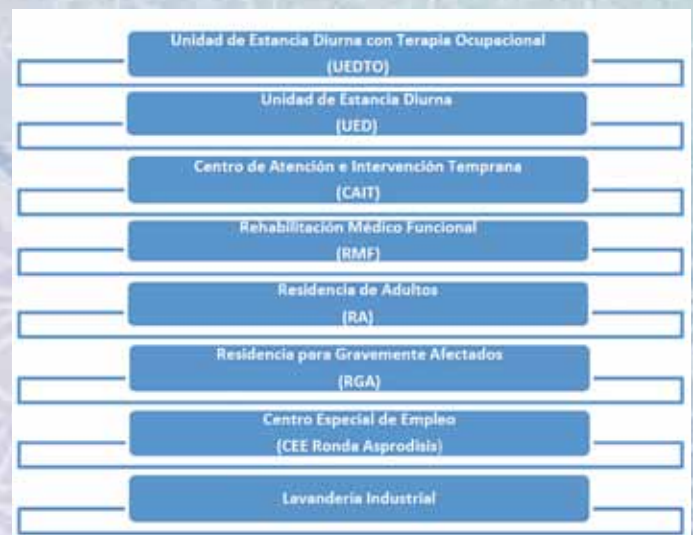 Unidad de Estancia Diurna con Terapia Ocupacional
(UEDTO)
Unidad de Estancia Diurna
(UED)
Centro de Atención e Intervención Temprana
(CAIT)
Rehabilitación Médico Funcional
(RMF)
Residencia de Adultos
(RA)
Residencia para Gravemente Afectados
(RGA)
Centro Especial de Empleo
(CEE Ronda Asprodisis)
Lavandería Industrial